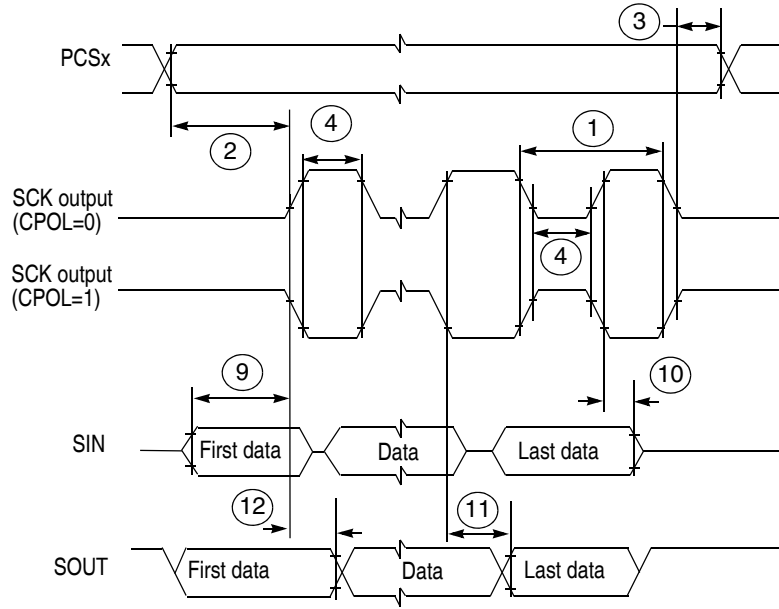 3
PCSx
2
4
1
SCK output
(CPOL=0)
4
SCK output
(CPOL=1)
9
10
SIN
First data
Data
Last data
12
11
SOUT
First data
Data
Last data